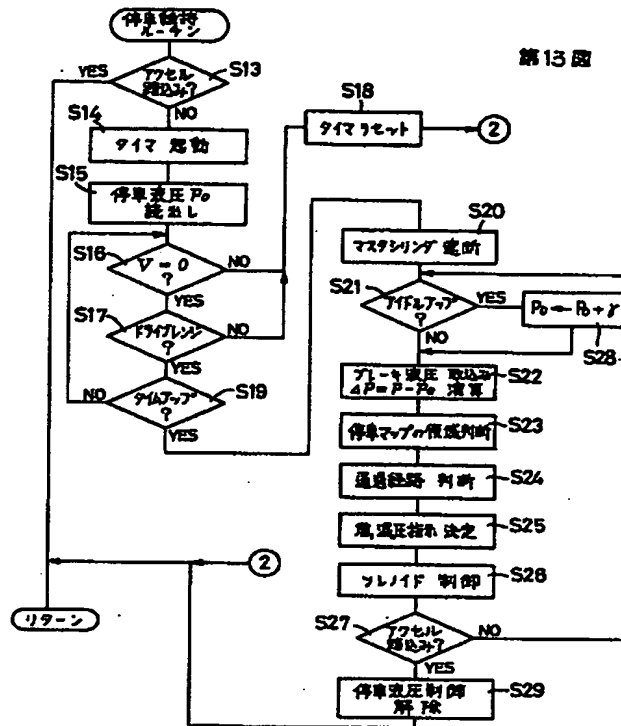 第13図
停車維持
ルーチン
アクセル
踏込み?
S13
YES
NO
S14
タイマ 起動
S15
停車液圧 Po
読出し
S16
V = 0
?
NO
YES
S17
ドライブレンジ
?
NO
YES
S19
タイムアップ
?
NO
YES
S18
タイマリセット
2
S20
マスタシリンダ 遮断
S21
アイドルアップ
?
YES
NO
Po ← Po + γ
S28
ブレーキ液圧 取込み
ΔP = P - Po 演算
S22
停車マップの領域判断
S23
通過経路 判断
S24
増,減圧指示 決定
S25
ソレノイド 制御
S28
S27
アクセル
踏込み?
NO
YES
停車液圧制御
解除
S29
2
リターン